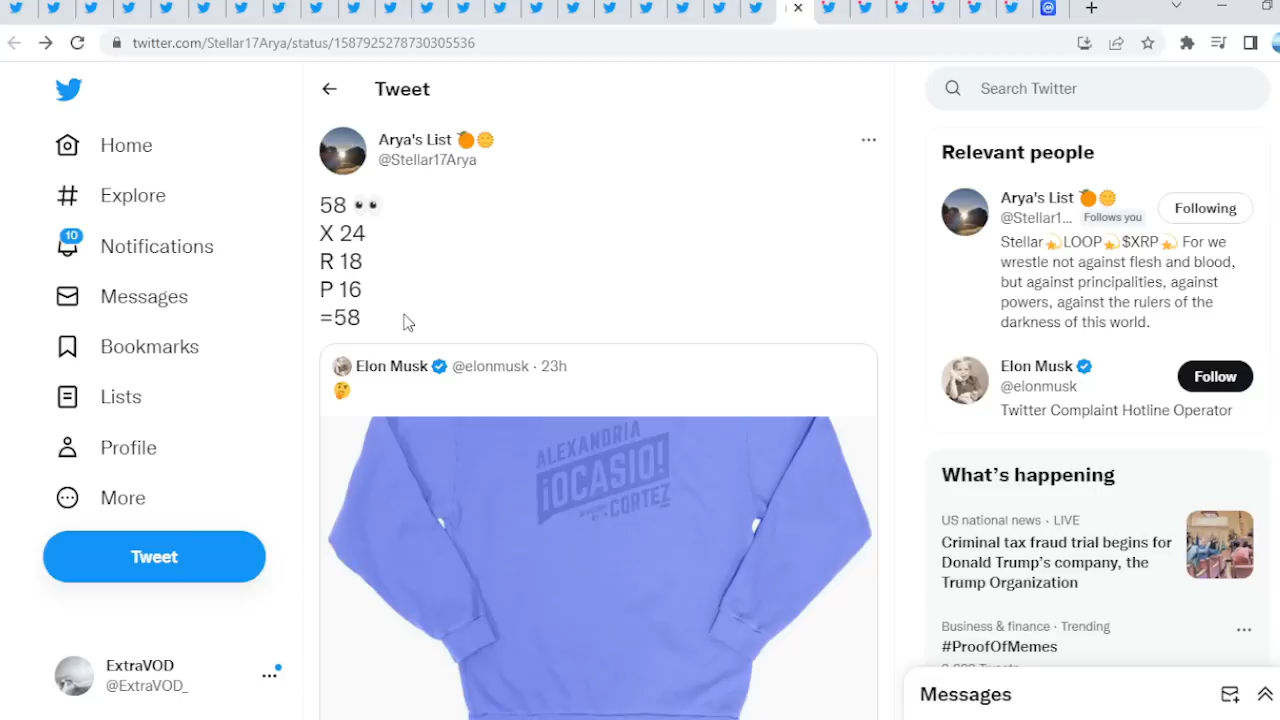 twitter.com/Stellar17Arya/status/1587925278730305536
Home
Explore
10
Notifications
Messages
Bookmarks
Lists
Profile
More
Tweet
ExtraVOD
@ExtraVOD_
Tweet
Arya's List 🍊🌞
@Stellar17Arya
58 👀
X 24
R 18
P 16
=58
Elon Musk @elonmusk · 23h
🤔
ALEXANDRIA
¡OCASIO!
CORTEZ
Search Twitter
Relevant people
Arya's List 🍊🌞
@Stellar1... Follows you
Following
Stellar💫LOOP💫$XRP💫 For we
wrestle not against flesh and blood,
but against principalities, against
powers, against the rulers of the
darkness of this world.
Elon Musk
@elonmusk
Follow
Twitter Complaint Hotline Operator
What's happening
US national news · LIVE
Criminal tax fraud trial begins for
Donald Trump's company, the
Trump Organization
Business & finance · Trending
#ProofOfMemes
Messages